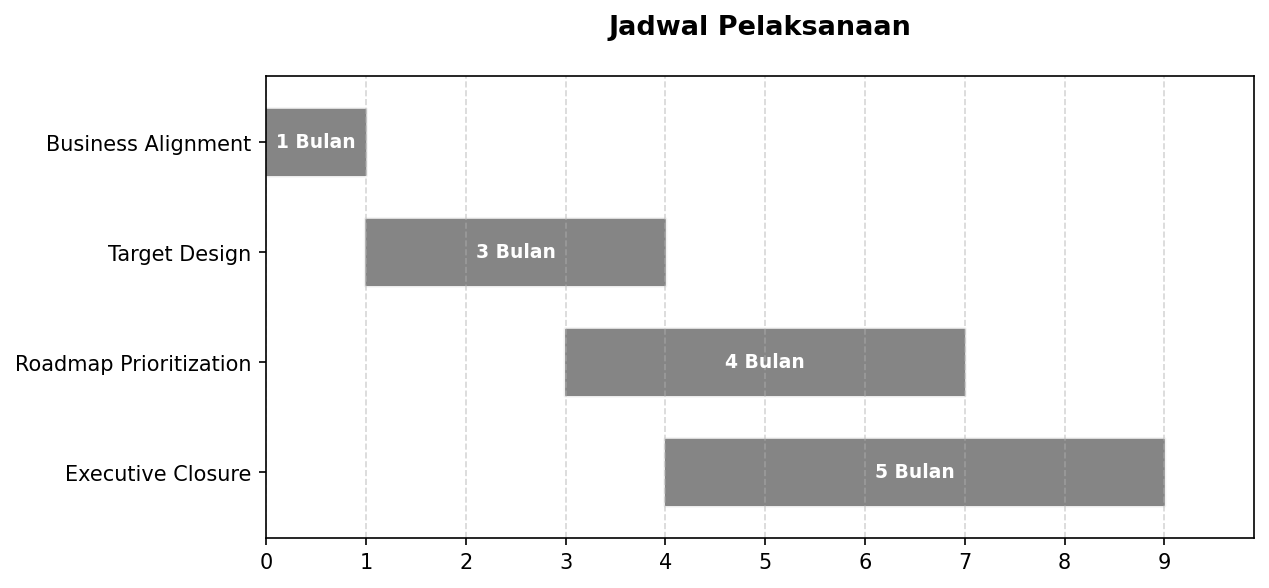 Jadwal Pelaksanaan
Business Alignment
1 Bulan
Target Design
3 Bulan
Roadmap Prioritization
4 Bulan
Executive Closure
5 Bulan
0 1 2 3 4 5 6 7 8 9